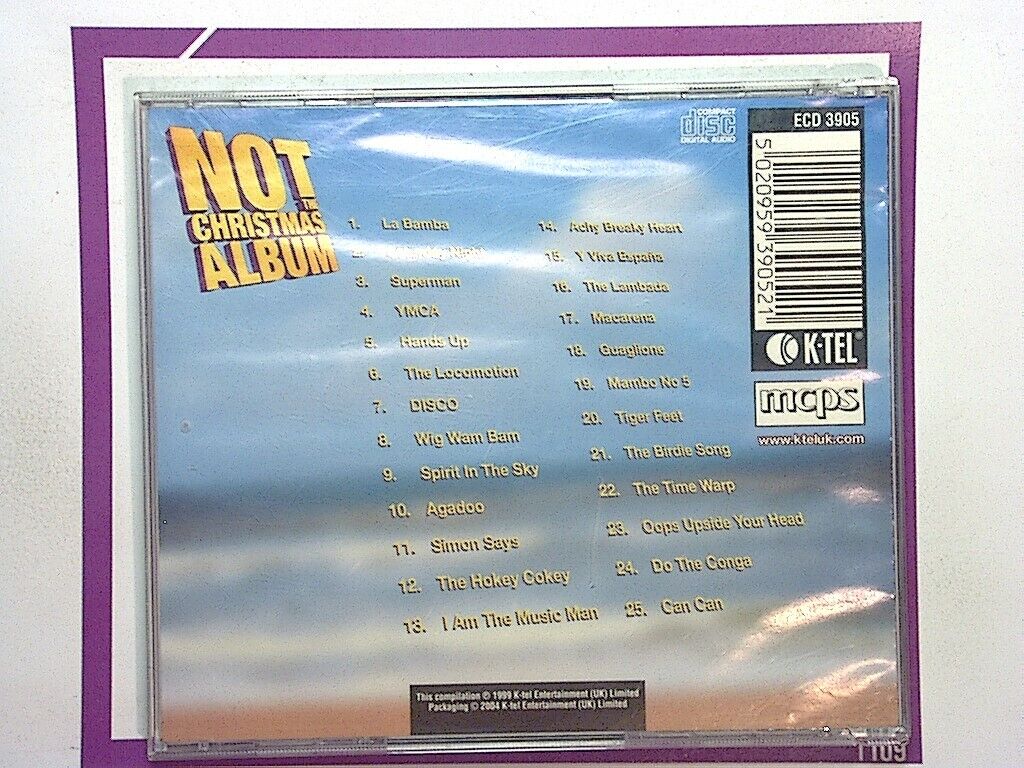 NOT
THE
CHRISTMAS
ALBUM
COMPACT
disc
DIGITAL AUDIO
ECD 3905
5 020959 390521
K-TEL
mcps
www.kteluk.com
1. La Bamba
2.
3. Superman
4. YMCA
5. Hands Up
6. The Locomotion
7. DISCO
8. Wig Wam Bam
9. Spirit In The Sky
10. Agadoo
11. Simon Says
12. The Hokey Cokey
13. I Am The Music Man
14. Achy Breaky Heart
15. Y Viva España
16. The Lambada
17. Macarena
18. Guaglione
19. Mambo No 5
20. Tiger Feet
21. The Birdie Song
22. The Time Warp
23. Oops Upside Your Head
24. Do The Conga
25. Can Can
This compilation ℗ 1999 K-tel Entertainment (UK) Limited
Packaging © 2004 K-tel Entertainment (UK) Limited